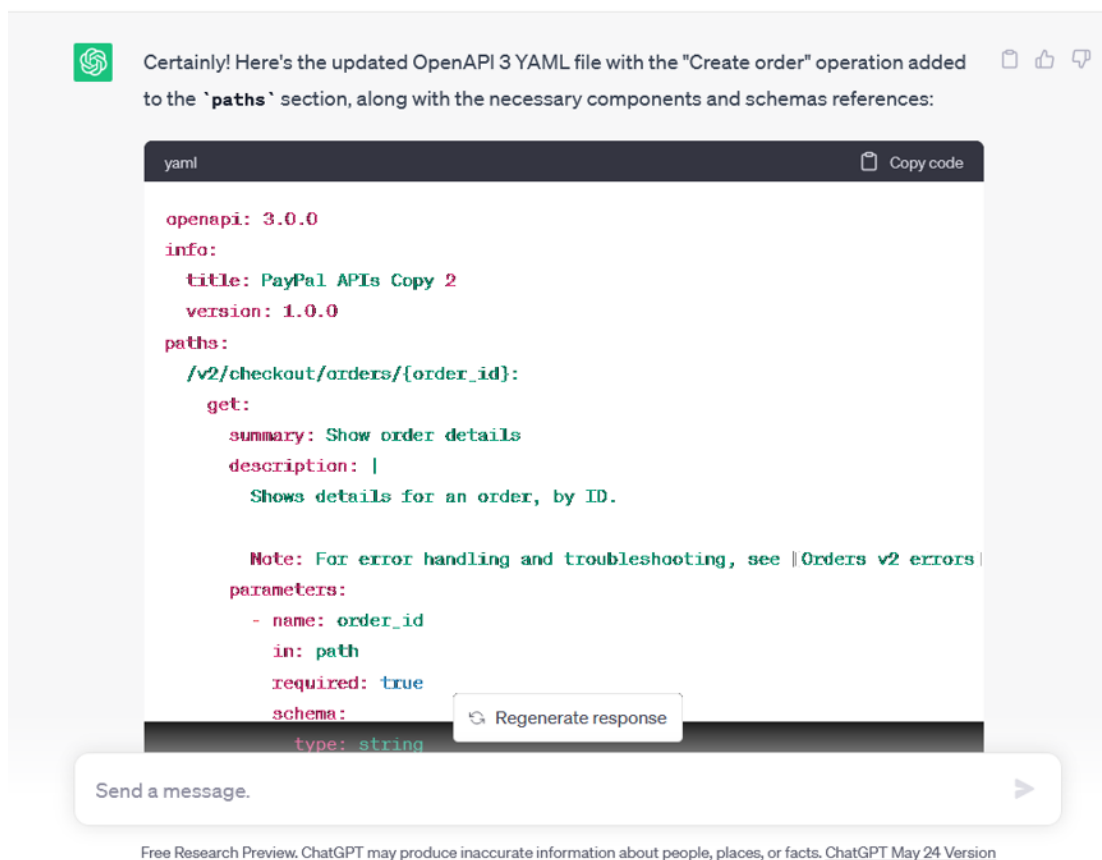 Certainly! Here's the updated OpenAPI 3 YAML file with the "Create order" operation added
to the `paths` section, along with the necessary components and schemas references:
yaml
Copy code
openapi: 3.0.0
info:
  title: PayPal APIs Copy 2
  version: 1.0.0
paths:
  /v2/checkout/orders/{order_id}:
    get:
      summary: Show order details
      description: |
        Shows details for an order, by ID.
        Note: For error handling and troubleshooting, see [Orders v2 errors]
      parameters:
        - name: order_id
          in: path
          required: true
          schema:
            type: string
Regenerate response
Send a message.
Free Research Preview. ChatGPT may produce inaccurate information about people, places, or facts. ChatGPT May 24 Version